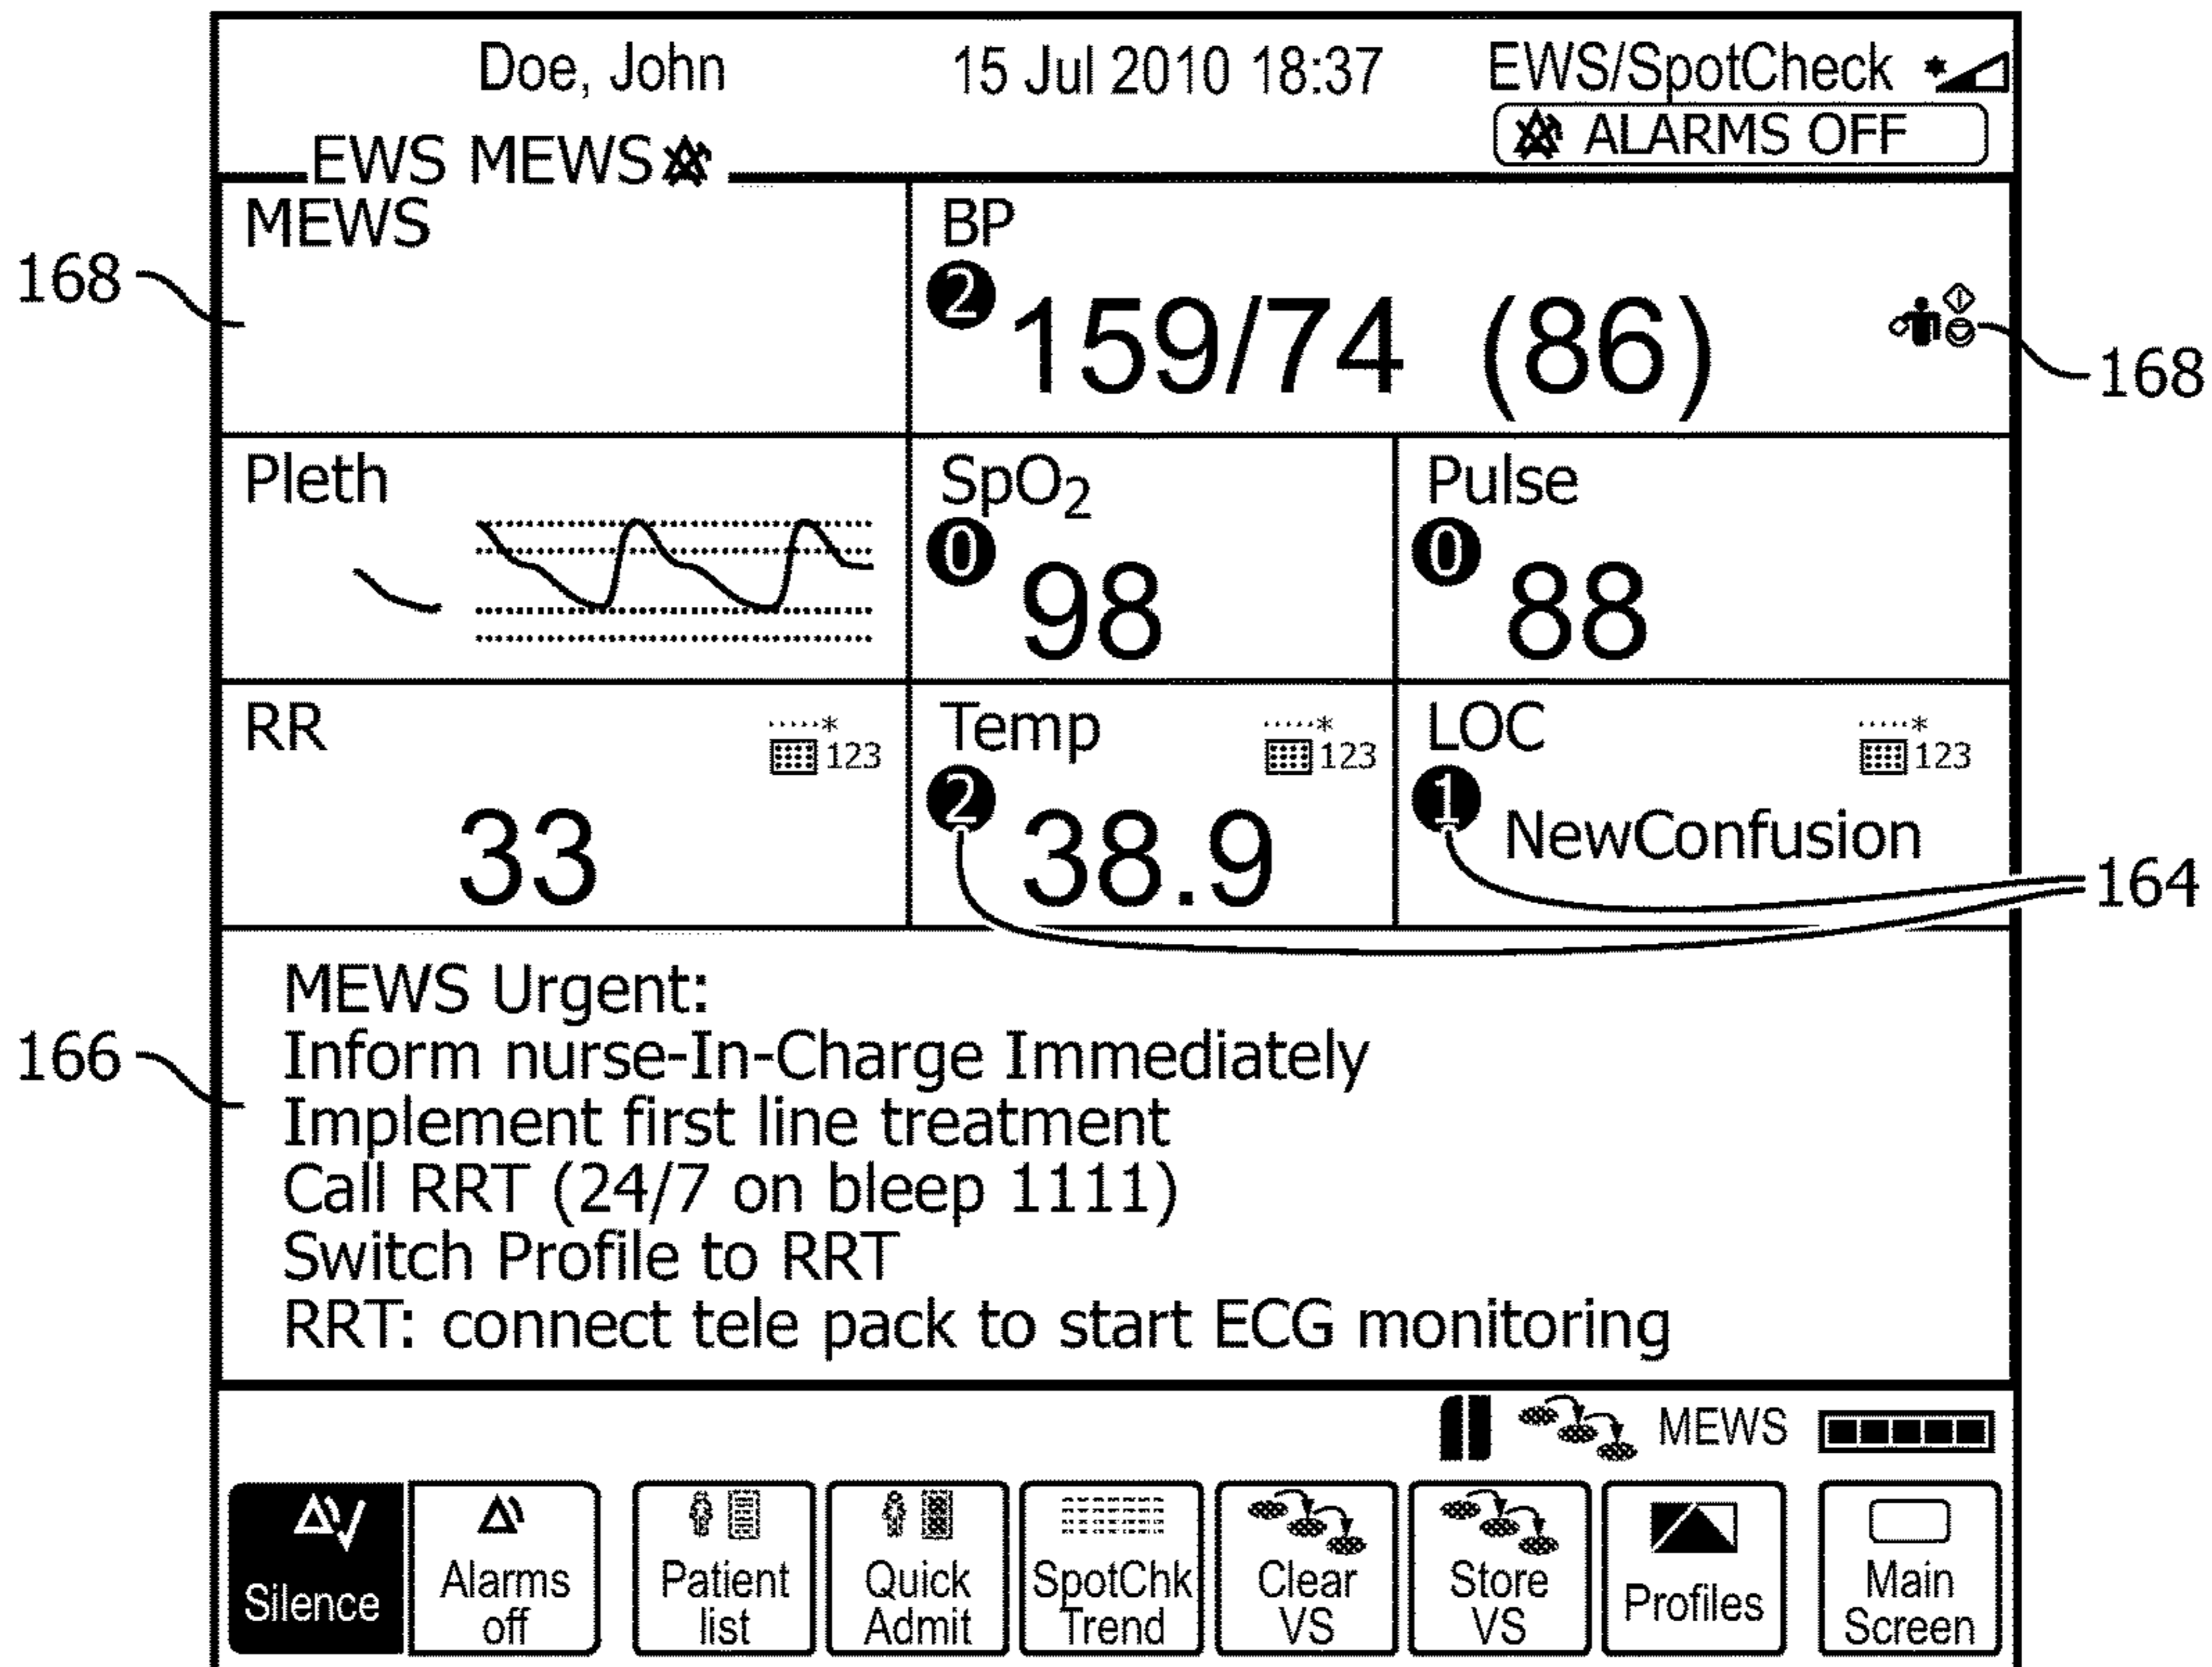 Doe, John 15 Jul 2010 18:37 EWS/SpotCheck
ALARMS OFF
EWS MEWS
MEWS
BP
168
2
159/74 (86)
168
Pleth
SpO₂
0
98
Pulse
0
88
RR
123
33
Temp
123
2
38.9
LOC
123
1
NewConfusion
164
166
MEWS Urgent:
Inform nurse-In-Charge Immediately
Implement first line treatment
Call RRT (24/7 on bleep 1111)
Switch Profile to RRT
RRT: connect tele pack to start ECG monitoring
MEWS
Silence
Alarms
off
Patient
list
Quick
Admit
SpotChk
Trend
Clear
VS
Store
VS
Profiles
Main
Screen